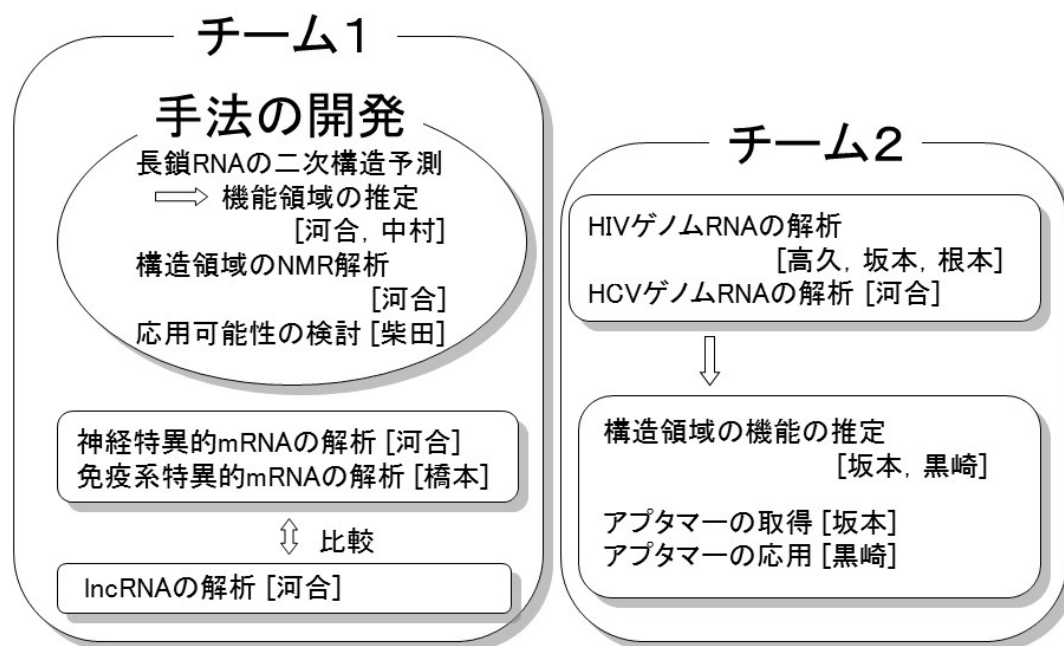 チーム1
手法の開発
長鎖RNAの二次構造予測
⇨ 機能領域の推定
[河合, 中村]
構造領域のNMR解析
[河合]
応用可能性の検討 [柴田]
神経特異的mRNAの解析 [河合]
免疫系特異的mRNAの解析 [橋本]
⇕ 比較
lncRNAの解析 [河合]
チーム2
HIVゲノムRNAの解析
[高久, 坂本, 根本]
HCVゲノムRNAの解析 [河合]
構造領域の機能の推定
[坂本, 黒崎]
アプタマーの取得 [坂本]
アプタマーの応用 [黒崎]